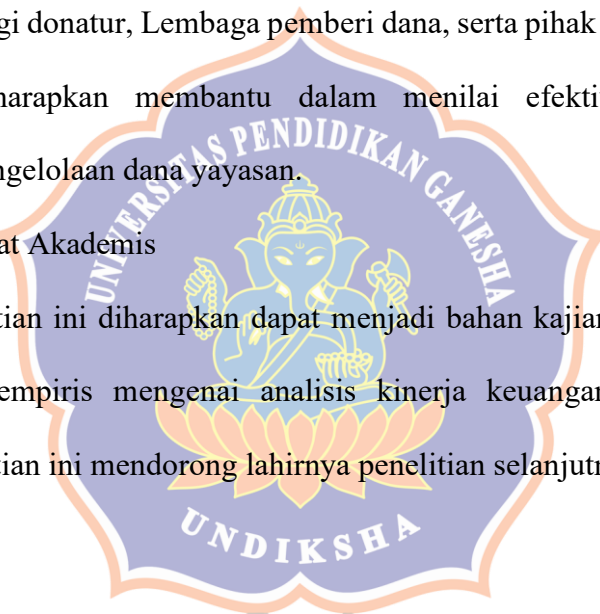 gi donatur, Lembaga pemberi dana, serta pihak
harapkan membantu dalam menilai efekti
ngelolaan dana yayasan.
at Akademis
tian ini diharapkan dapat menjadi bahan kajian
empiris mengenai analisis kinerja keuangan
tian ini mendorong lahirnya penelitian selanjutn
UNIVERSITAS PENDIDIKAN GANESHA
UNDIKSHA